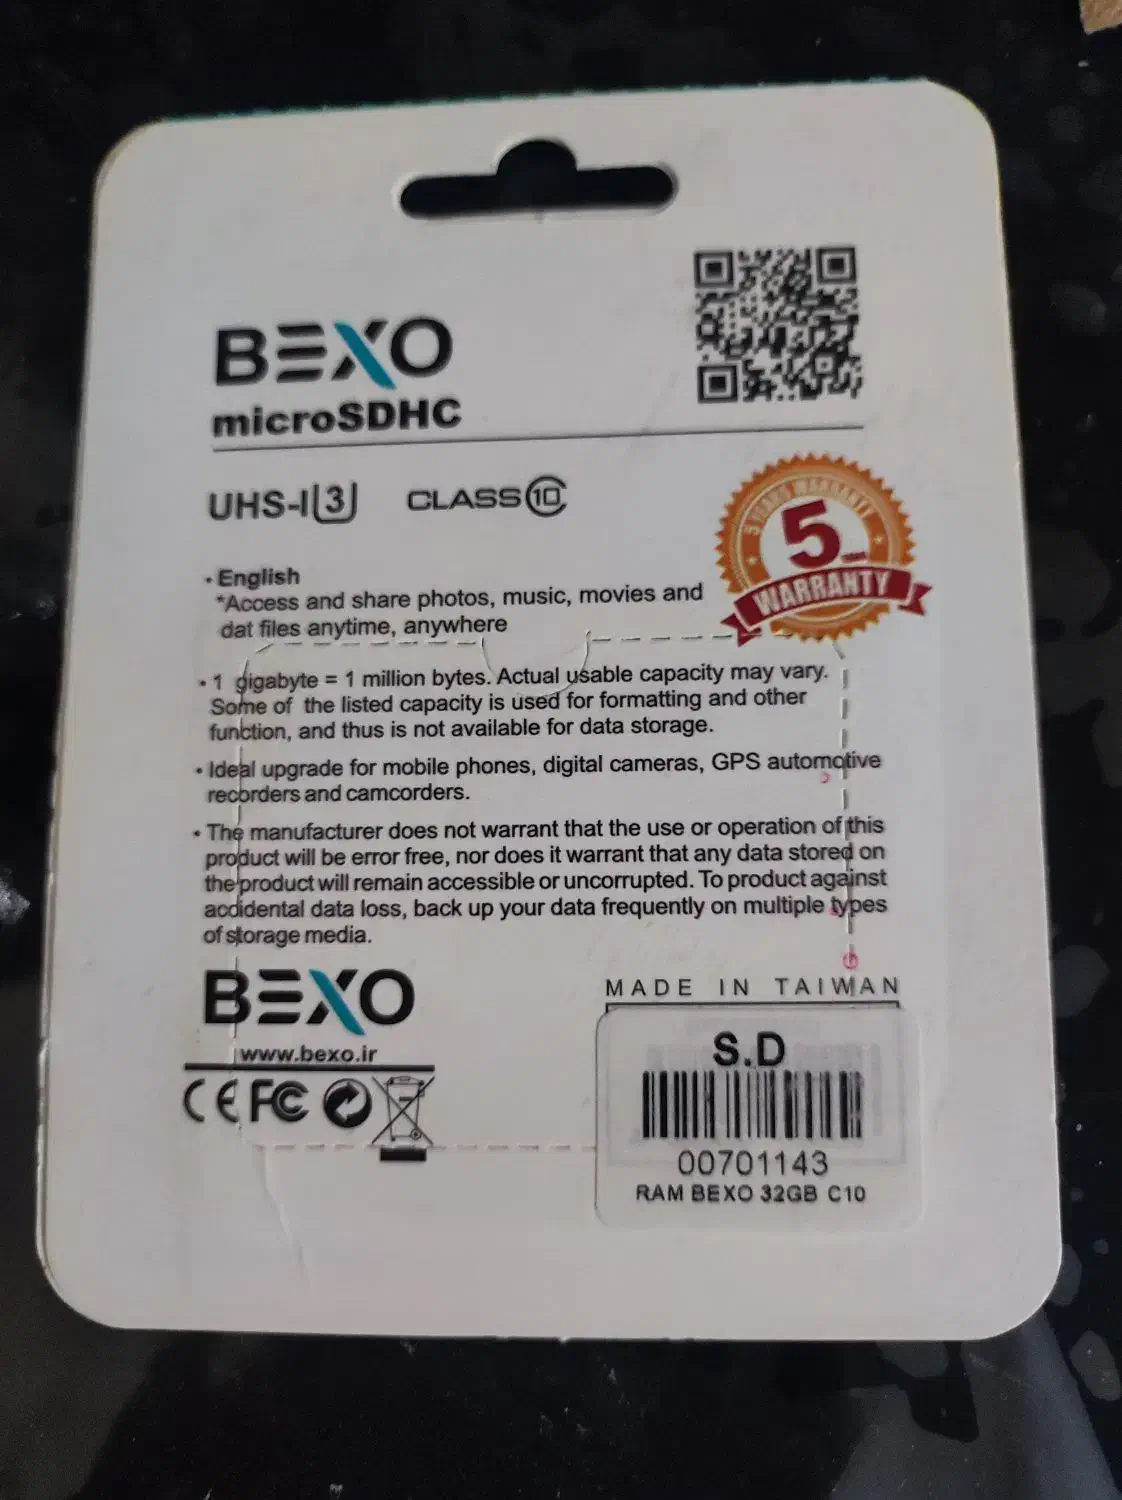 BEXO
microSDHC
UHS-I 3
CLASS 10
5 YEARS WARRANTY
5
WARRANTY
• English
*Access and share photos, music, movies and
dat files anytime, anywhere
• 1 gigabyte = 1 million bytes. Actual usable capacity may vary.
Some of the listed capacity is used for formatting and other
function, and thus is not available for data storage.
• Ideal upgrade for mobile phones, digital cameras, GPS automotive
recorders and camcorders.
• The manufacturer does not warrant that the use or operation of this
product will be error free, nor does it warrant that any data stored on
the product will remain accessible or uncorrupted. To product against
accidental data loss, back up your data frequently on multiple types
of storage media.
BEXO
www.bexo.ir
CE FC
MADE IN TAIWAN
S.D
00701143
RAM BEXO 32GB C10